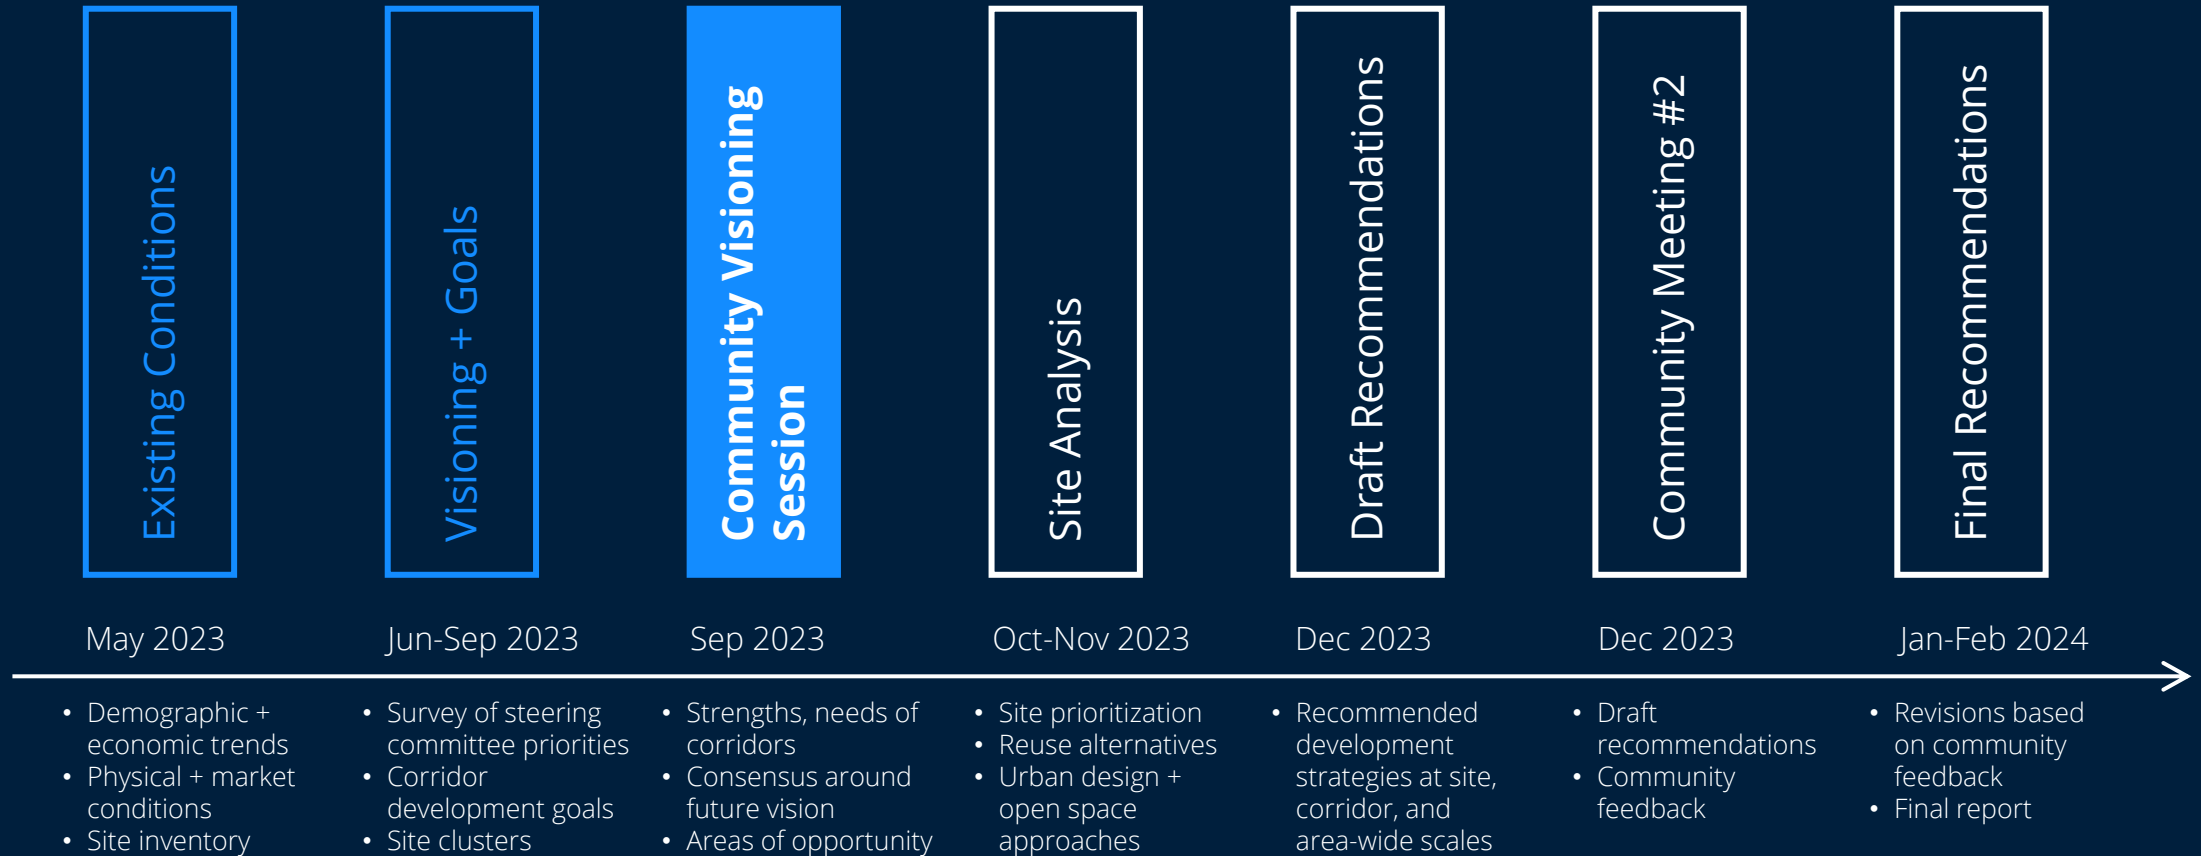 Existing Conditions
Visioning + Goals
Community Visioning
Session
Site Analysis
Draft Recommendations
Community Meeting #2
Final Recommendations
May 2023
Jun-Sep 2023
Sep 2023
Oct-Nov 2023
Dec 2023
Dec 2023
Jan-Feb 2024
• Demographic +
economic trends
• Physical + market
conditions
• Site inventory
• Survey of steering
committee priorities
• Corridor
development goals
• Site clusters
• Strengths, needs of
corridors
• Consensus around
future vision
• Areas of opportunity
• Site prioritization
• Reuse alternatives
• Urban design +
open space
approaches
• Recommended
development
strategies at site,
corridor, and
area-wide scales
• Draft
recommendations
• Community
feedback
• Revisions based
on community
feedback
• Final report